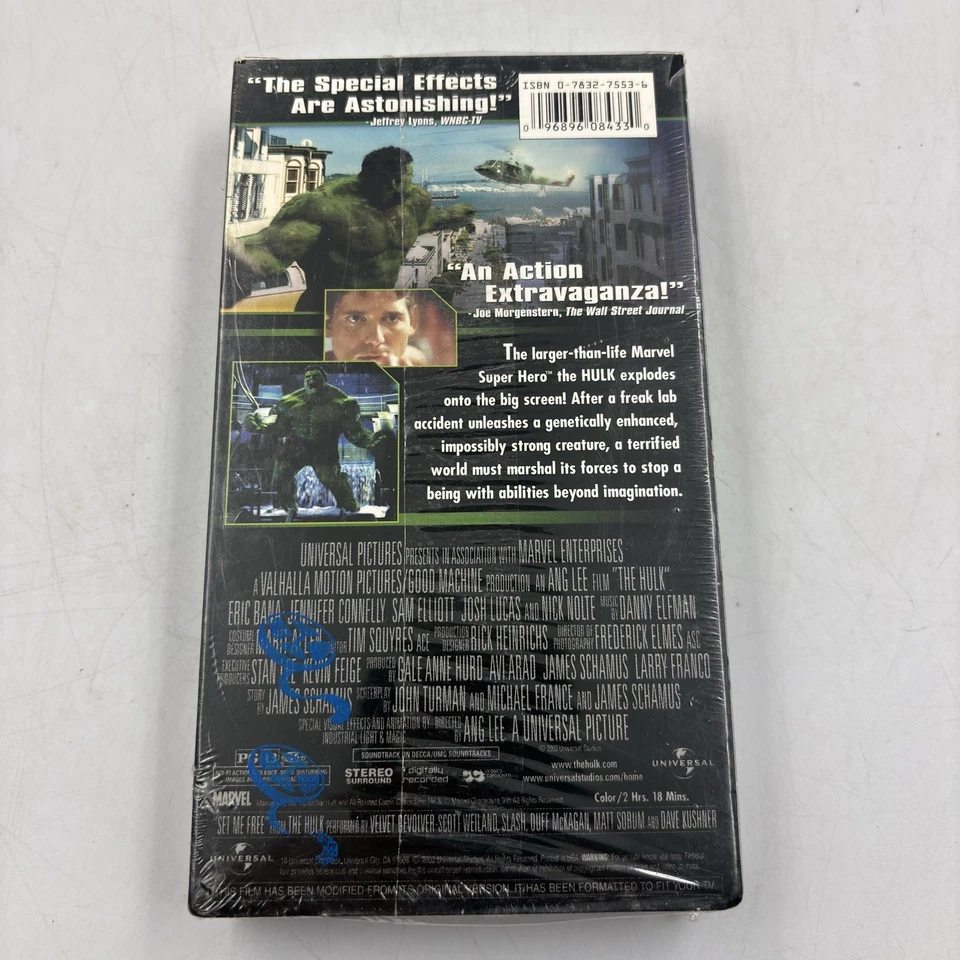 “The Special Effects
Are Astonishing!”
- Jeffrey Lyons, WNBC-TV
ISBN 0-7832-7553-6
0 96896 08433 0
“An Action
Extravaganza!”
- Joe Morgenstern, The Wall Street Journal
The larger-than-life Marvel
Super Hero™ the HULK explodes
onto the big screen! After a freak lab
accident unleashes a genetically enhanced,
impossibly strong creature, a terrified
world must marshal its forces to stop a
being with abilities beyond imagination.
UNIVERSAL PICTURES PRESENTS IN ASSOCIATION WITH MARVEL ENTERPRISES
A VALHALLA MOTION PICTURES/GOOD MACHINE PRODUCTION AN ANG LEE FILM "THE HULK"
ERIC BANA JENNIFER CONNELLY SAM ELLIOTT JOSH LUCAS AND NICK NOLTE MUSIC BY DANNY ELFMAN
COSTUME DESIGNER TIM SQUYRES ACE PRODUCTION DESIGNER RICK HEINRICHS DIRECTOR OF PHOTOGRAPHY FREDERICK ELMES ASC
EXECUTIVE PRODUCERS STAN KEVIN FEIGE PRODUCED BY GALE ANNE HURD AVI ARAD JAMES SCHAMUS LARRY FRANCO
STORY BY JAMES SCHAMUS SCREENPLAY BY JOHN TURMAN AND MICHAEL FRANCE AND JAMES SCHAMUS
SPECIAL VISUAL EFFECTS AND ANIMATION BY INDUSTRIAL LIGHT & MAGIC DIRECTED BY ANG LEE A UNIVERSAL PICTURE
© 2003 Universal Studios
SOUNDTRACK ON DECCA/UMG SOUNDTRACKS
STEREO SURROUND
digitally recorded
www.thehulk.com
www.universalstudios.com/home
UNIVERSAL
MARVEL
Color/2 Hrs. 18 Mins.
"SET ME FREE" FROM THE HULK PERFORMED BY VELVET REVOLVER-SCOTT WEILAND, SLASH, DUFF McKAGAN, MATT SORUM AND DAVE KUSHNER
UNIVERSAL
THIS FILM HAS BEEN MODIFIED FROM ITS ORIGINAL VERSION. IT HAS BEEN FORMATTED TO FIT YOUR TV.